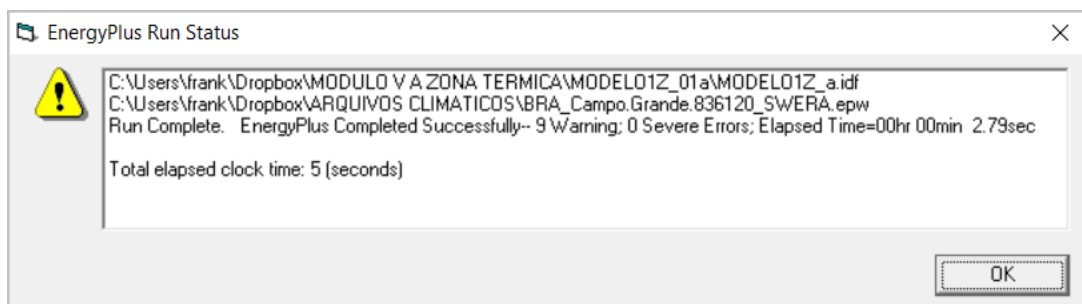 EnergyPlus Run Status
C:\Users\frank\Dropbox\MODULO V A ZONA TERMICA\MODELO1Z_01a\MODELO1Z_a.idf
C:\Users\frank\Dropbox\ARQUIVOS CLIMATICOS\BRA_Campo.Grande.836120_SWERA.epw
Run Complete.   EnergyPlus Completed Successfully-- 9 Warning; 0 Severe Errors; Elapsed Time=00hr 00min  2.79sec
Total elapsed clock time: 5 (seconds)
OK